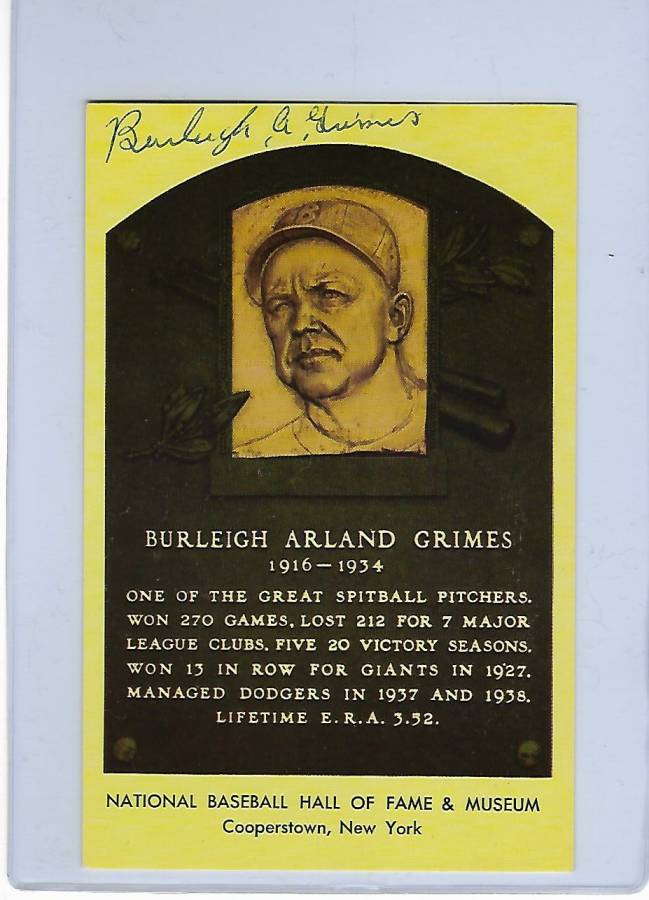 Burleigh A. Grimes
B
BURLEIGH ARLAND GRIMES
1916–1934
ONE OF THE GREAT SPITBALL PITCHERS.
WON 270 GAMES, LOST 212 FOR 7 MAJOR
LEAGUE CLUBS. FIVE 20 VICTORY SEASONS.
WON 13 IN ROW FOR GIANTS IN 1927.
MANAGED DODGERS IN 1937 AND 1938.
LIFETIME E.R.A. 3.52.
NATIONAL BASEBALL HALL OF FAME & MUSEUM
Cooperstown, New York